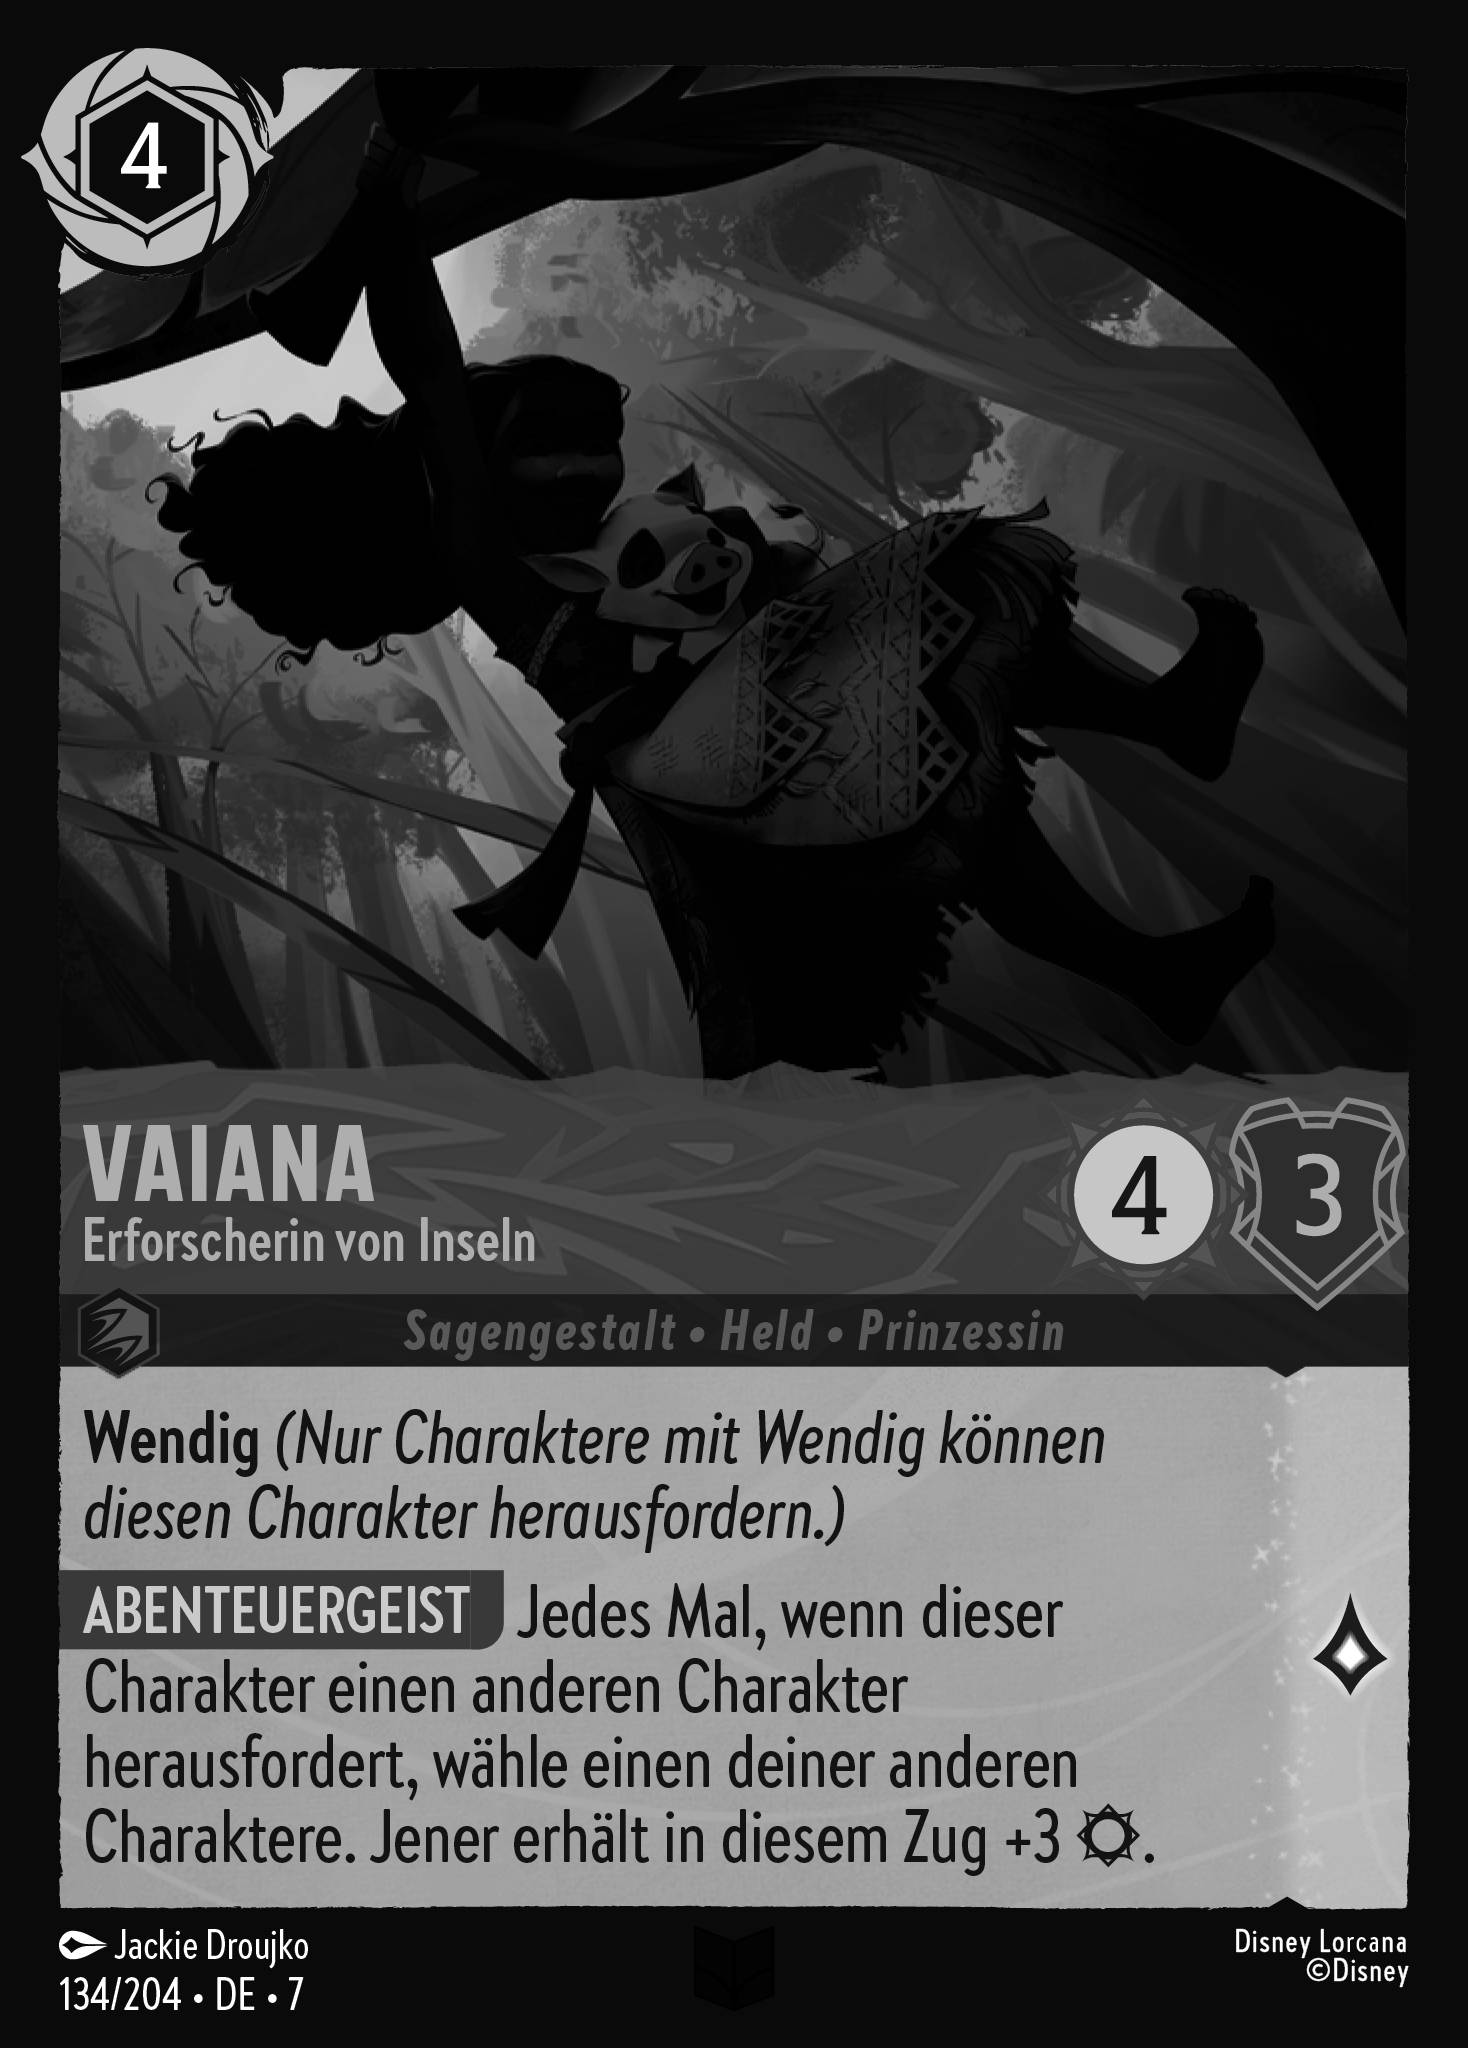 4
VAIANA
Erforscherin von Inseln
4
3
Sagengestalt • Held • Prinzessin
Wendig (Nur Charaktere mit Wendig können
diesen Charakter herausfordern.)
ABENTEUERGEIST Jedes Mal, wenn dieser
Charakter einen anderen Charakter
herausfordert, wähle einen deiner anderen
Charaktere. Jener erhält in diesem Zug +3 .
Jackie Droujko
134/204 • DE • 7
Disney Lorcana
©Disney